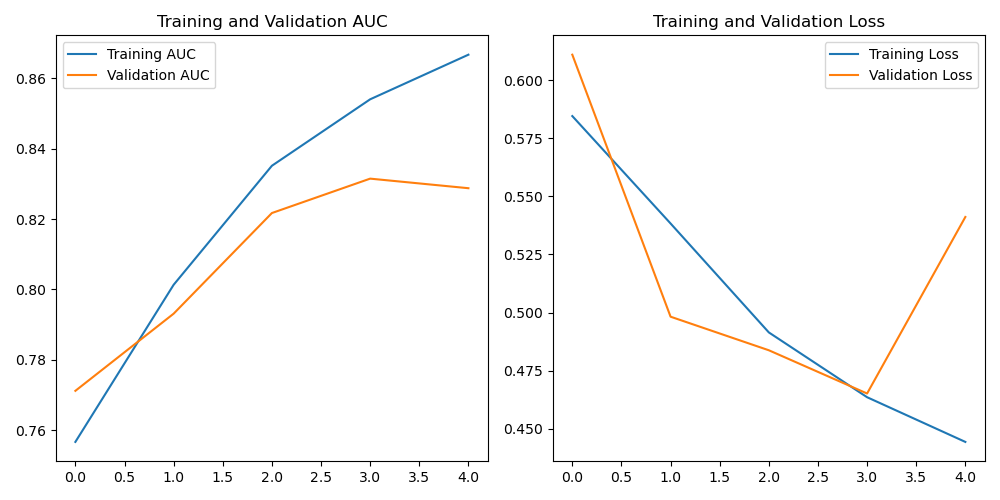 Training and Validation AUC
Training AUC
Validation AUC
0.86
0.84
0.82
0.80
0.78
0.76
0.0 0.5 1.0 1.5 2.0 2.5 3.0 3.5 4.0
Training and Validation Loss
Training Loss
Validation Loss
0.600
0.575
0.550
0.525
0.500
0.475
0.450
0.0 0.5 1.0 1.5 2.0 2.5 3.0 3.5 4.0